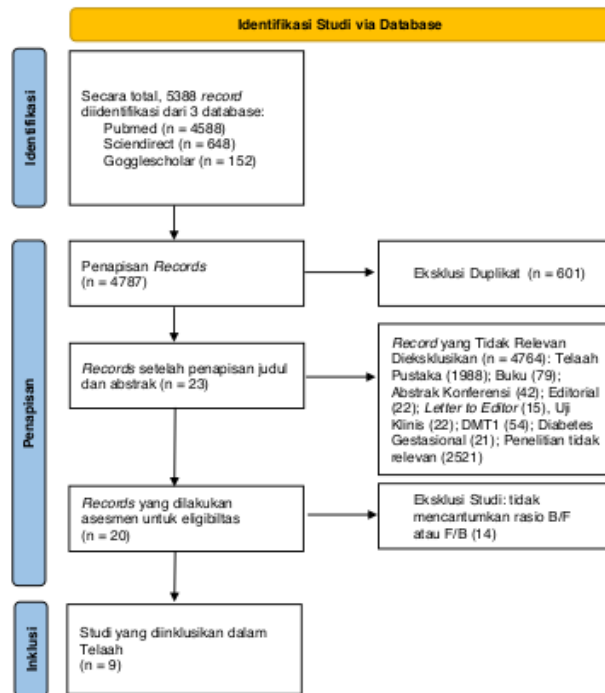 Identifikasi Studi via Database
Identifikasi
Secara total, 5388 record
diidentifikasi dari 3 database:
Pubmed (n = 4588)
Sciendirect (n = 648)
Gogglescholar (n = 152)
Penapisan
Penapisan Records
(n = 4787)
Eksklusi Duplikat (n = 601)
Records setelah penapisan judul
dan abstrak (n = 23)
Record yang Tidak Relevan
Dieksklusikan (n = 4764): Telaah
Pustaka (1988); Buku (79);
Abstrak Konferensi (42); Editorial
(22); Letter to Editor (15), Uji
Klinis (22); DMT1 (54); Diabetes
Gestasional (21); Penelitian tidak
relevan (2521)
Records yang dilakukan
asesmen untuk eligibiltas
(n = 20)
Eksklusi Studi: tidak
mencantumkan rasio B/F
atau F/B (14)
Inklusi
Studi yang diinklusikan dalam
Telaah
(n = 9)